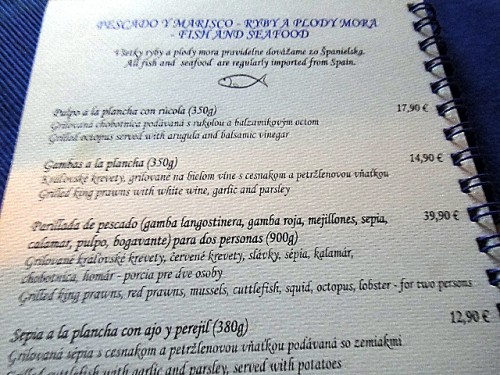 PESCADO Y MARISCO - RYBY A PLODY MORA
- FISH AND SEAFOOD
Všetky ryby a plody mora pravidelne dovážame zo Španielska.
All fish and seafood are regularly imported from Spain.
Pulpo a la plancha con rúcola (350g) 17,90 €
Grilovaná chobotnica podávaná s rukolou a balzamikovým octom
Grilled octopus served with arugula and balsamic vinegar
Gambas a la plancha (350g) 14,90 €
Kráľovské krevety, grilované na bielom víne s cesnakom a petržlenovou vňaťkou
Grilled king prawns with white wine, garlic and parsley
Parillada de pescado (gamba langostinera, gamba roja, mejillones, sepia, 39,90 €
calamar, pulpo, bogavante) para dos personas (900g)
Grilované kráľovské krevety, červené krevety, slávky, sépia, kalamár,
chobotnica, homár - porcia pre dve osoby
Grilled king prawns, red prawns, mussels, cuttlefish, squid, octopus, lobster - for two persons
Sepia a la plancha con ajo y perejil (380g) 12,90 €
Grilovaná sépia s cesnakom a petržlenovou vňaťkou podávaná so zemiakmi
Grilled cuttlefish with garlic and parsley, served with potatoes